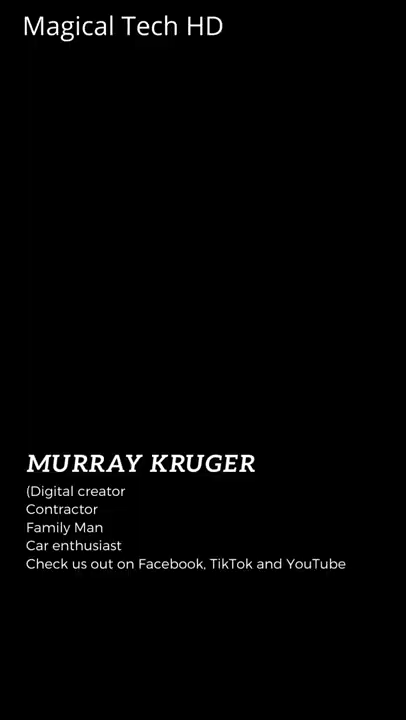 Magical Tech HD
MURRAY KRUGER
(Digital creator
Contractor
Family Man
Car enthusiast
Check us out on Facebook, TikTok and YouTube